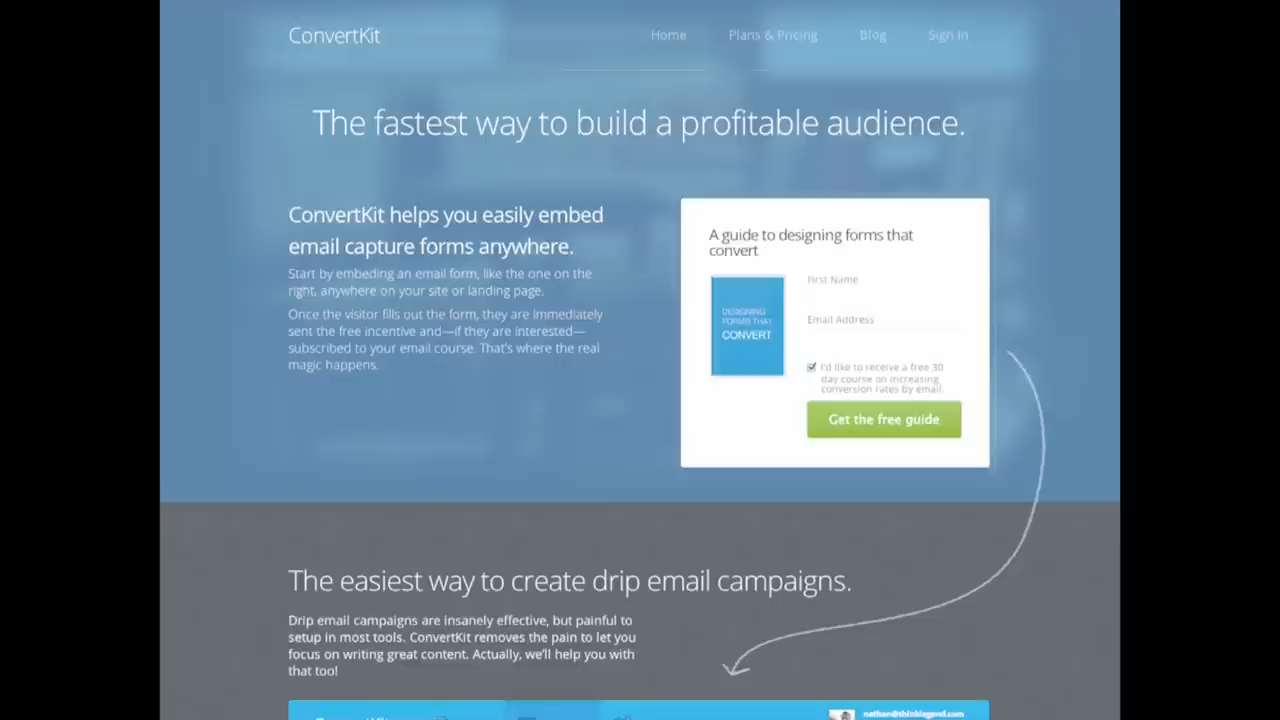 ConvertKit
Home
Plans & Pricing
Blog
Sign In
The fastest way to build a profitable audience.
ConvertKit helps you easily embed
email capture forms anywhere.
Start by embeding an email form, like the one on the
right, anywhere on your site or landing page.
Once the visitor fills out the form, they are immediately
sent the free incentive and—if they are interested—
subscribed to your email course. That's where the real
magic happens.
A guide to designing forms that
convert
DESIGNING
FORMS THAT
CONVERT
First Name
Email Address
I'd like to receive a free 30
day course on increasing
conversion rates by email.
Get the free guide
The easiest way to create drip email campaigns.
Drip email campaigns are insanely effective, but painful to
setup in most tools. ConvertKit removes the pain to let you
focus on writing great content. Actually, we'll help you with
that too!
ConvertKit
nathan@thinklegend.com